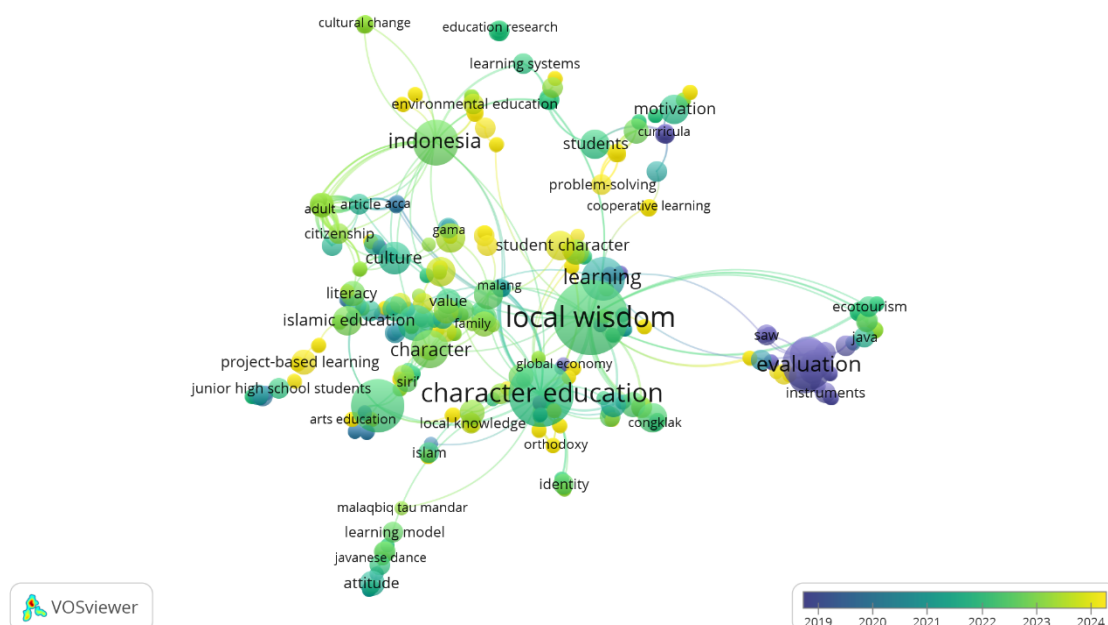 cultural change
education research
learning systems
environmental education
motivation
curricula
indonesia
students
problem-solving
cooperative learning
adult
article
acca
citizenship
gama
student character
culture
learning
malang
literacy
value
local wisdom
ecotourism
islamic education
family
saw
java
character
project-based learning
global economy
evaluation
siri'
junior high school students
character education
instruments
arts education
local knowledge
congklak
orthodoxy
islam
identity
malaqbiq tau mandar
learning model
javanese dance
attitude
VOSviewer
2019 2020 2021 2022 2023 2024